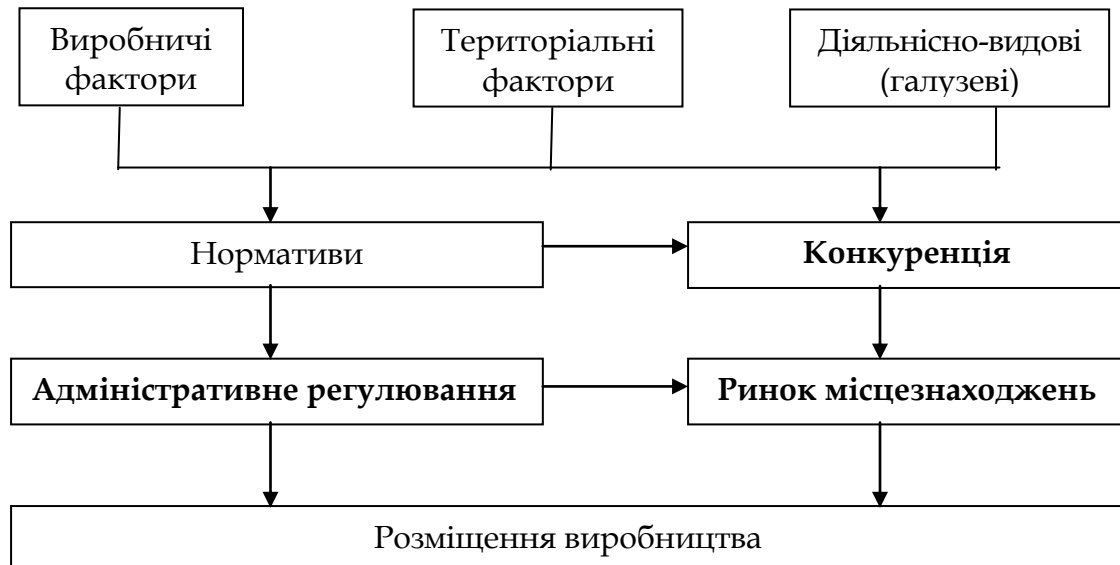 Виробничі
фактори
Територіальні
фактори
Діяльнісно-видові
(галузеві)
Нормативи
Конкуренція
Адміністративне регулювання
Ринок місцезнаходжень
Розміщення виробництва